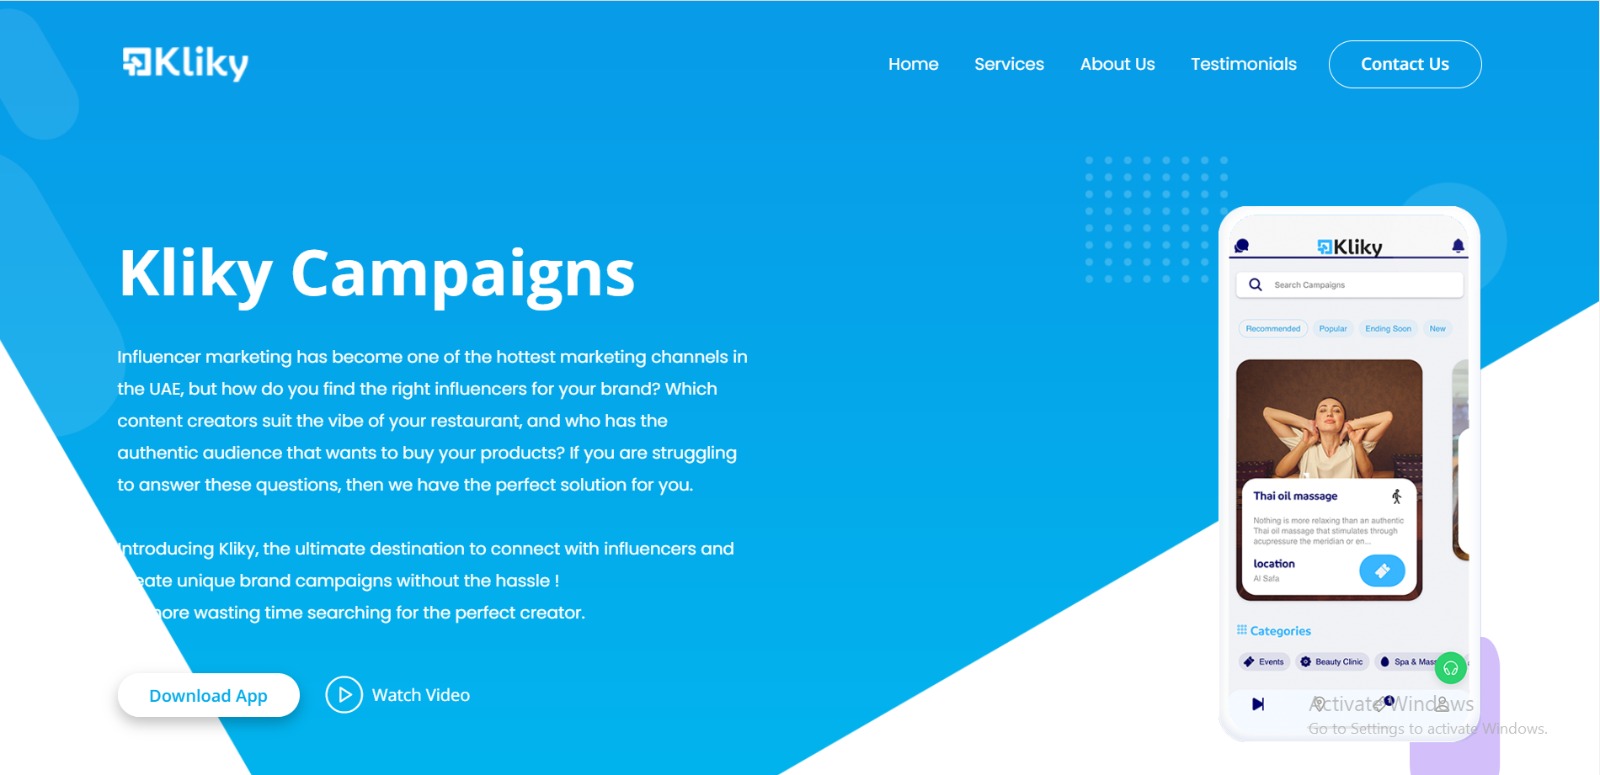 Kliky
Home Services About Us Testimonials Contact Us
Kliky Campaigns
Influencer marketing has become one of the hottest marketing channels in
the UAE, but how do you find the right influencers for your brand? Which
content creators suit the vibe of your restaurant, and who has the
authentic audience that wants to buy your products? If you are struggling
to answer these questions, then we have the perfect solution for you.
Introducing Kliky, the ultimate destination to connect with influencers and
unique brand campaigns without the hassle !
wasting time searching for the perfect creator.
Download App
Watch Video
Kliky
Search Campaigns
Recommended Popular Ending Soon New
Thai oil massage
Nothing is more relaxing than an authentic
Thai oil massage that stimulates through
acupressure the meridian or en...
location
Al Safa
Categories
Events Beauty Clinic Spa &
Activate Windows
Go to Settings to activate Windows.